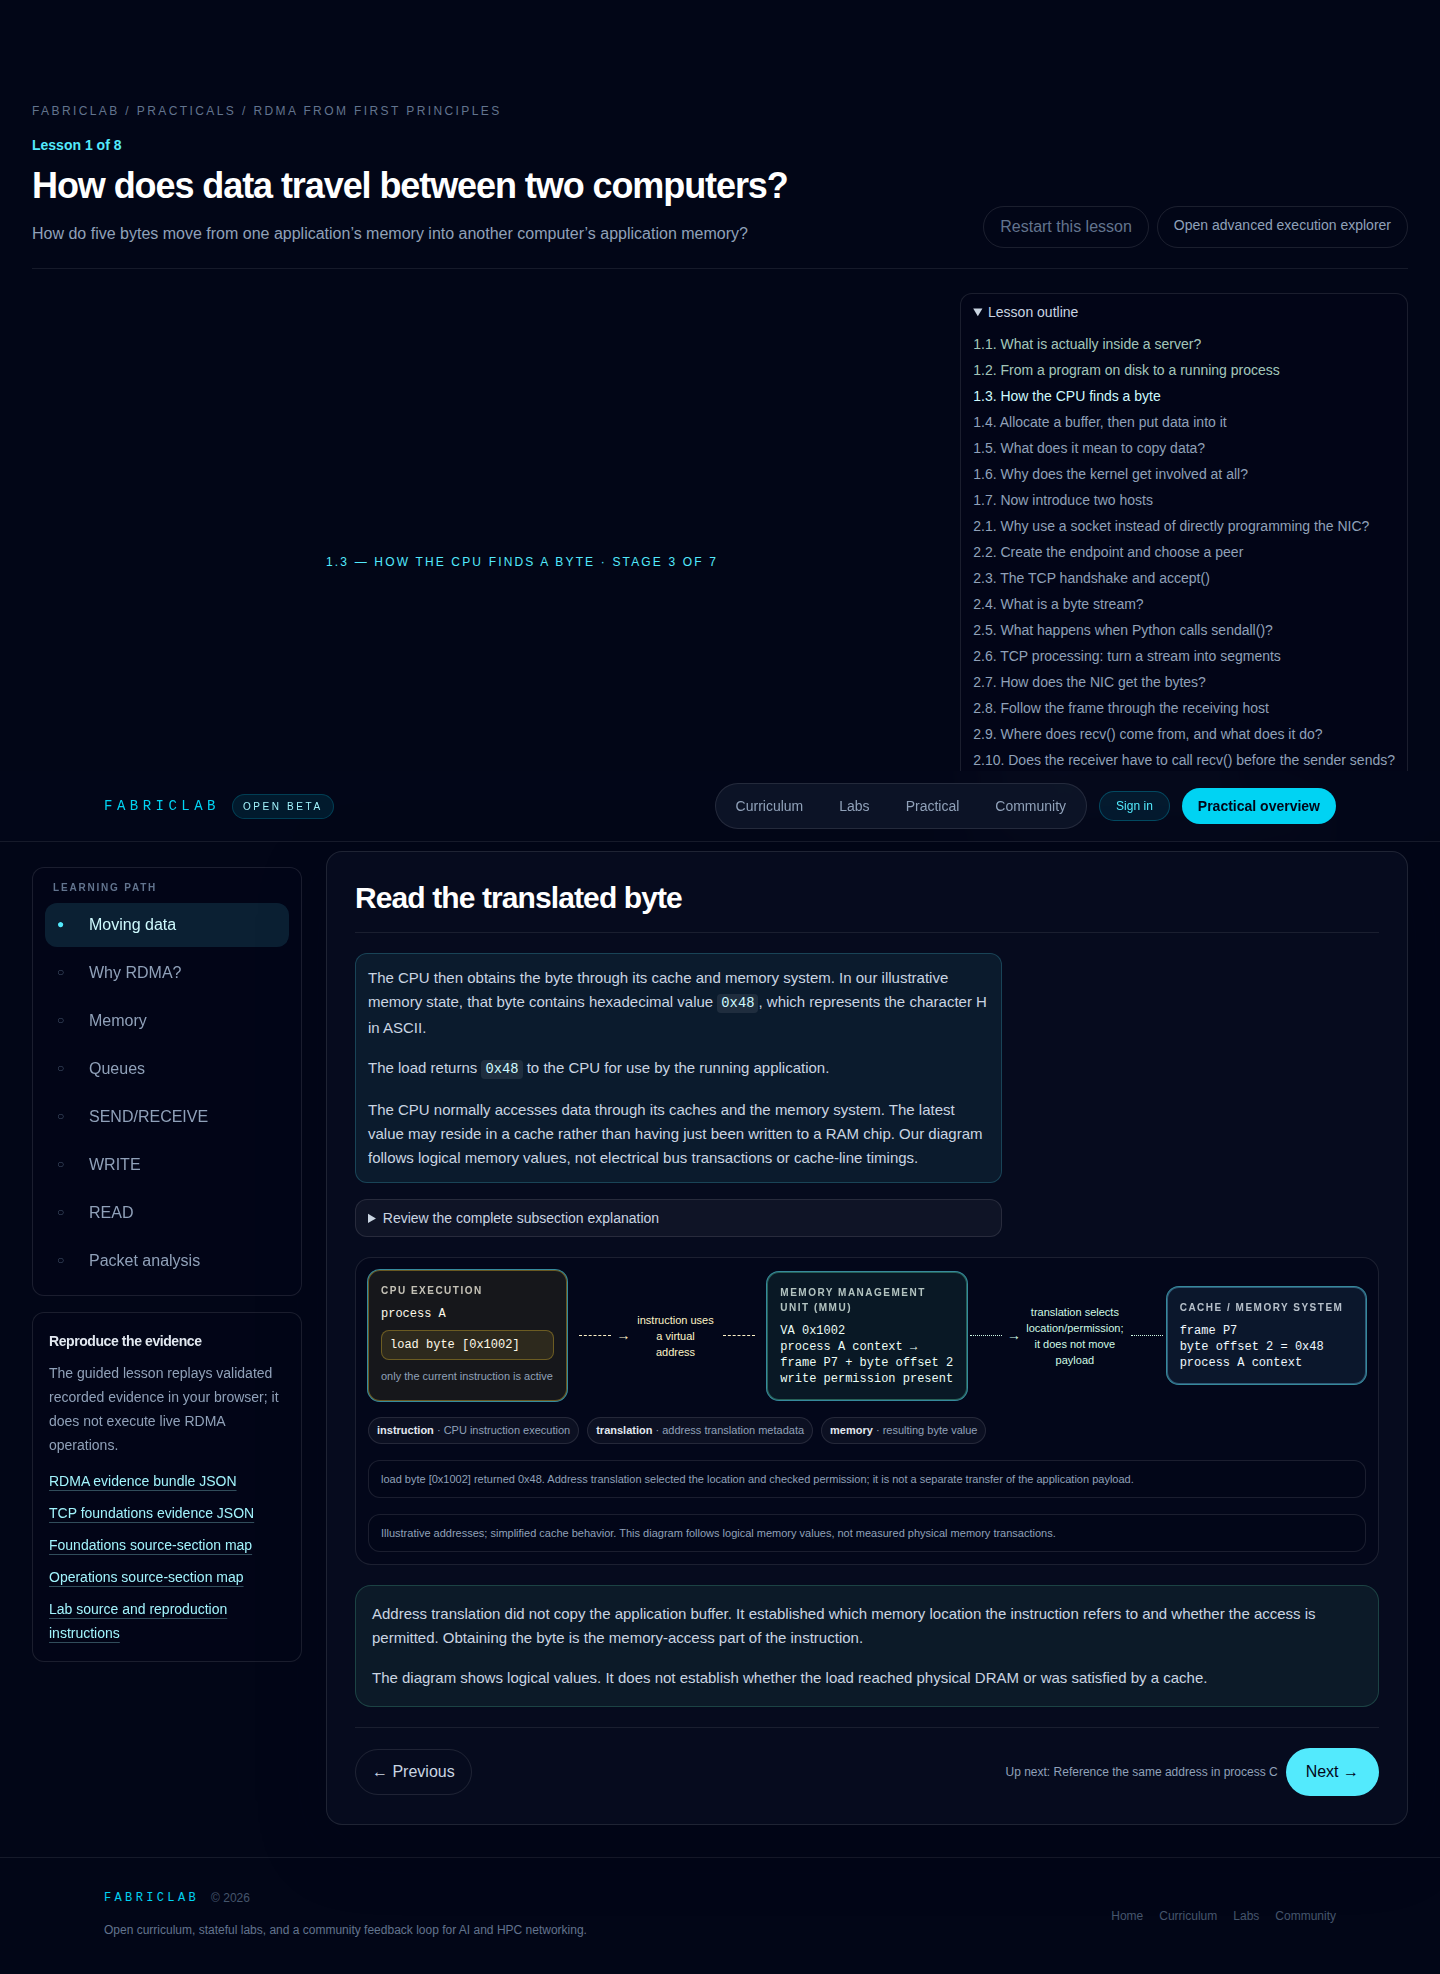 FABRICLAB / PRACTICALS / RDMA FROM FIRST PRINCIPLES
Lesson 1 of 8
How does data travel between two computers?
How do five bytes move from one application’s memory into another computer’s application memory?
Restart this lesson
Open advanced execution explorer
▼ Lesson outline
1.1. What is actually inside a server?
1.2. From a program on disk to a running process
1.3. How the CPU finds a byte
1.4. Allocate a buffer, then put data into it
1.5. What does it mean to copy data?
1.6. Why does the kernel get involved at all?
1.7. Now introduce two hosts
2.1. Why use a socket instead of directly programming the NIC?
2.2. Create the endpoint and choose a peer
2.3. The TCP handshake and accept()
2.4. What is a byte stream?
2.5. What happens when Python calls sendall()?
2.6. TCP processing: turn a stream into segments
2.7. How does the NIC get the bytes?
2.8. Follow the frame through the receiving host
2.9. Where does recv() come from, and what does it do?
2.10. Does the receiver have to call recv() before the sender sends?
1.3 — HOW THE CPU FINDS A BYTE · STAGE 3 OF 7
FABRICLAB
OPEN BETA
Curriculum
Labs
Practical
Community
Sign in
Practical overview
LEARNING PATH
Moving data
Why RDMA?
Memory
Queues
SEND/RECEIVE
WRITE
READ
Packet analysis
Reproduce the evidence
The guided lesson replays validated
recorded evidence in your browser; it
does not execute live RDMA
operations.
RDMA evidence bundle JSON
TCP foundations evidence JSON
Foundations source-section map
Operations source-section map
Lab source and reproduction
instructions
Read the translated byte
The CPU then obtains the byte through its cache and memory system. In our illustrative
memory state, that byte contains hexadecimal value 0x48, which represents the character H
in ASCII.
The load returns 0x48 to the CPU for use by the running application.
The CPU normally accesses data through its caches and the memory system. The latest
value may reside in a cache rather than having just been written to a RAM chip. Our diagram
follows logical memory values, not electrical bus transactions or cache-line timings.
▶ Review the complete subsection explanation
CPU EXECUTION
process A
load byte [0x1002]
only the current instruction is active
→
instruction uses
a virtual
address
MEMORY MANAGEMENT
UNIT (MMU)
VA 0x1002
process A context →
frame P7 + byte offset 2
write permission present
→
translation selects
location/permission;
it does not move
payload
CACHE / MEMORY SYSTEM
frame P7
byte offset 2 = 0x48
process A context
instruction · CPU instruction execution
translation · address translation metadata
memory · resulting byte value
load byte [0x1002] returned 0x48. Address translation selected the location and checked permission; it is not a separate transfer of the application payload.
Illustrative addresses; simplified cache behavior. This diagram follows logical memory values, not measured physical memory transactions.
Address translation did not copy the application buffer. It established which memory location the instruction refers to and whether the access is
permitted. Obtaining the byte is the memory-access part of the instruction.
The diagram shows logical values. It does not establish whether the load reached physical DRAM or was satisfied by a cache.
← Previous
Up next: Reference the same address in process C
Next →
FABRICLAB © 2026
Open curriculum, stateful labs, and a community feedback loop for AI and HPC networking.
Home
Curriculum
Labs
Community